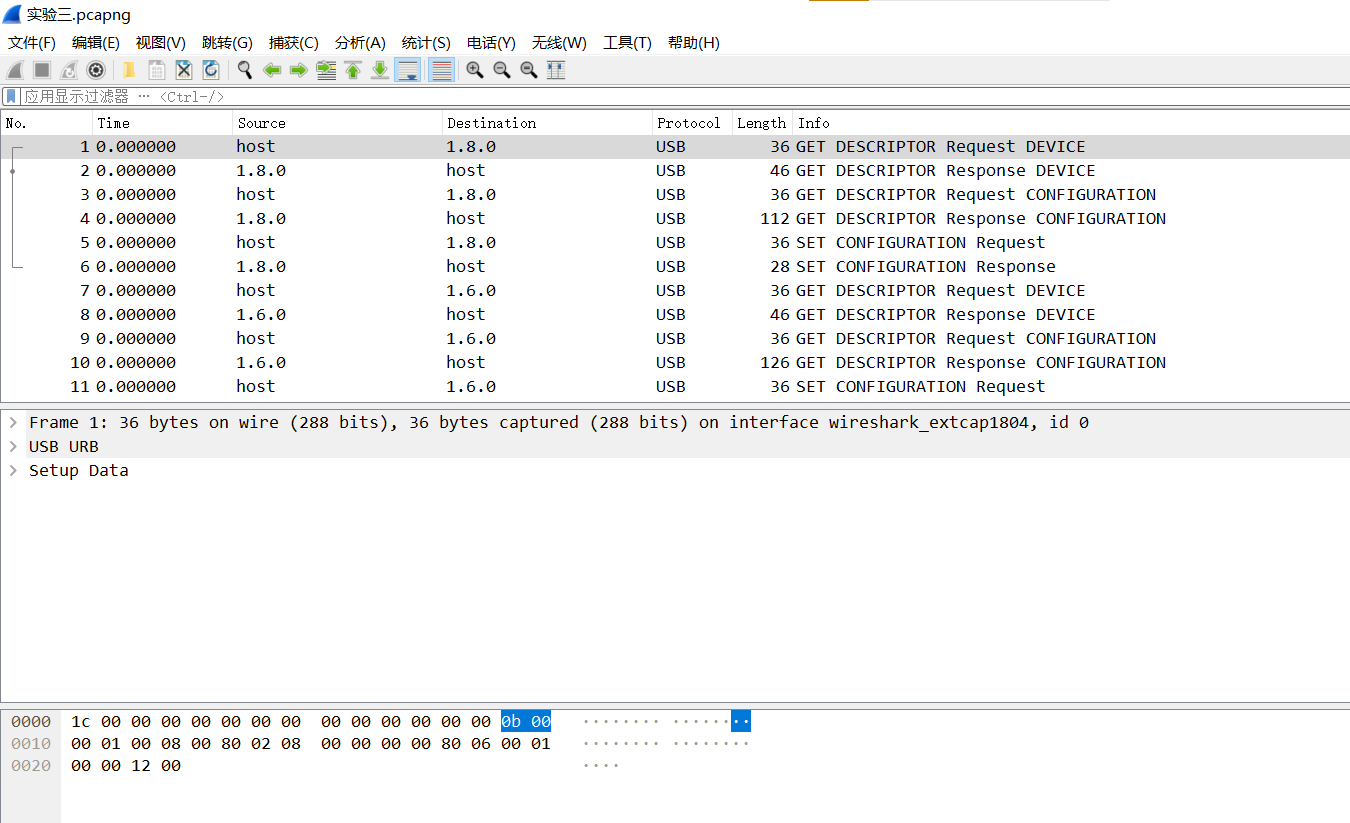 实验三.pcapng
文件(F) 编辑(E) 视图(V) 跳转(G) 捕获(C) 分析(A) 统计(S) 电话(Y) 无线(W) 工具(T) 帮助(H)
应用显示过滤器 … <Ctrl-/>
No. Time Source Destination Protocol Length Info
1 0.000000 host 1.8.0 USB 36 GET DESCRIPTOR Request DEVICE
2 0.000000 1.8.0 host USB 46 GET DESCRIPTOR Response DEVICE
3 0.000000 host 1.8.0 USB 36 GET DESCRIPTOR Request CONFIGURATION
4 0.000000 1.8.0 host USB 112 GET DESCRIPTOR Response CONFIGURATION
5 0.000000 host 1.8.0 USB 36 SET CONFIGURATION Request
6 0.000000 1.8.0 host USB 28 SET CONFIGURATION Response
7 0.000000 host 1.6.0 USB 36 GET DESCRIPTOR Request DEVICE
8 0.000000 1.6.0 host USB 46 GET DESCRIPTOR Response DEVICE
9 0.000000 host 1.6.0 USB 36 GET DESCRIPTOR Request CONFIGURATION
10 0.000000 1.6.0 host USB 126 GET DESCRIPTOR Response CONFIGURATION
11 0.000000 host 1.6.0 USB 36 SET CONFIGURATION Request
Frame 1: 36 bytes on wire (288 bits), 36 bytes captured (288 bits) on interface wireshark_extcap1804, id 0
USB URB
Setup Data
0000 1c 00 00 00 00 00 00 00 00 00 00 00 00 00 0b 00 ········ ········
0010 00 01 00 08 00 80 02 08 00 00 00 00 80 06 00 01 ········ ········
0020 00 00 12 00 ····